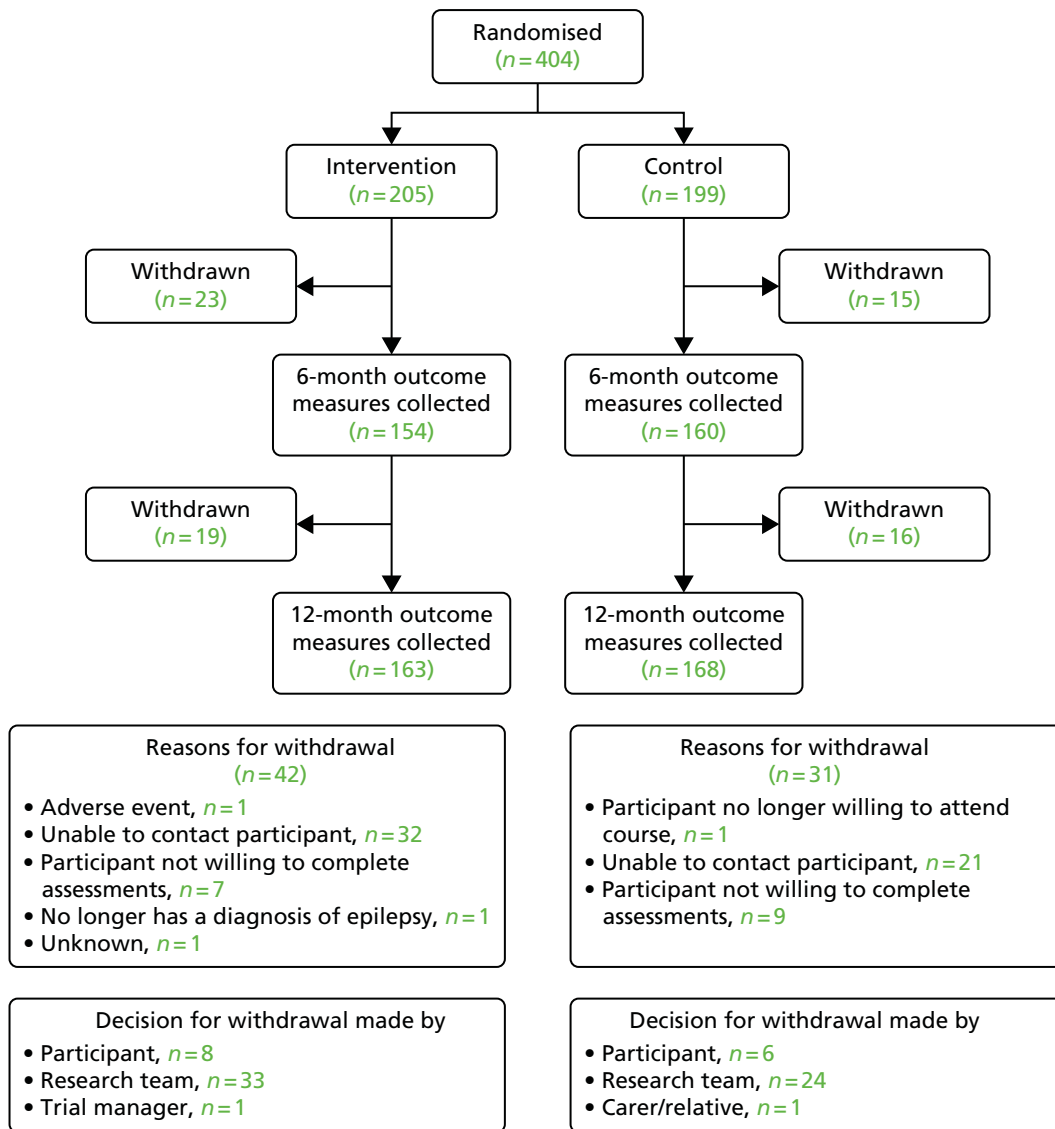 Randomised
(n=404)
Intervention
(n=205)
Control
(n=199)
Withdrawn
(n=23)
Withdrawn
(n=15)
6-month outcome
measures collected
(n=154)
6-month outcome
measures collected
(n=160)
Withdrawn
(n=19)
Withdrawn
(n=16)
12-month outcome
measures collected
(n=163)
12-month outcome
measures collected
(n=168)
Reasons for withdrawal
(n=42)
• Adverse event, n=1
• Unable to contact participant, n=32
• Participant not willing to complete
assessments, n=7
• No longer has a diagnosis of epilepsy, n=1
• Unknown, n=1
Reasons for withdrawal
(n=31)
• Participant no longer willing to attend
course, n=1
• Unable to contact participant, n=21
• Participant not willing to complete
assessments, n=9
Decision for withdrawal made by
• Participant, n=8
• Research team, n=33
• Trial manager, n=1
Decision for withdrawal made by
• Participant, n=6
• Research team, n=24
• Carer/relative, n=1